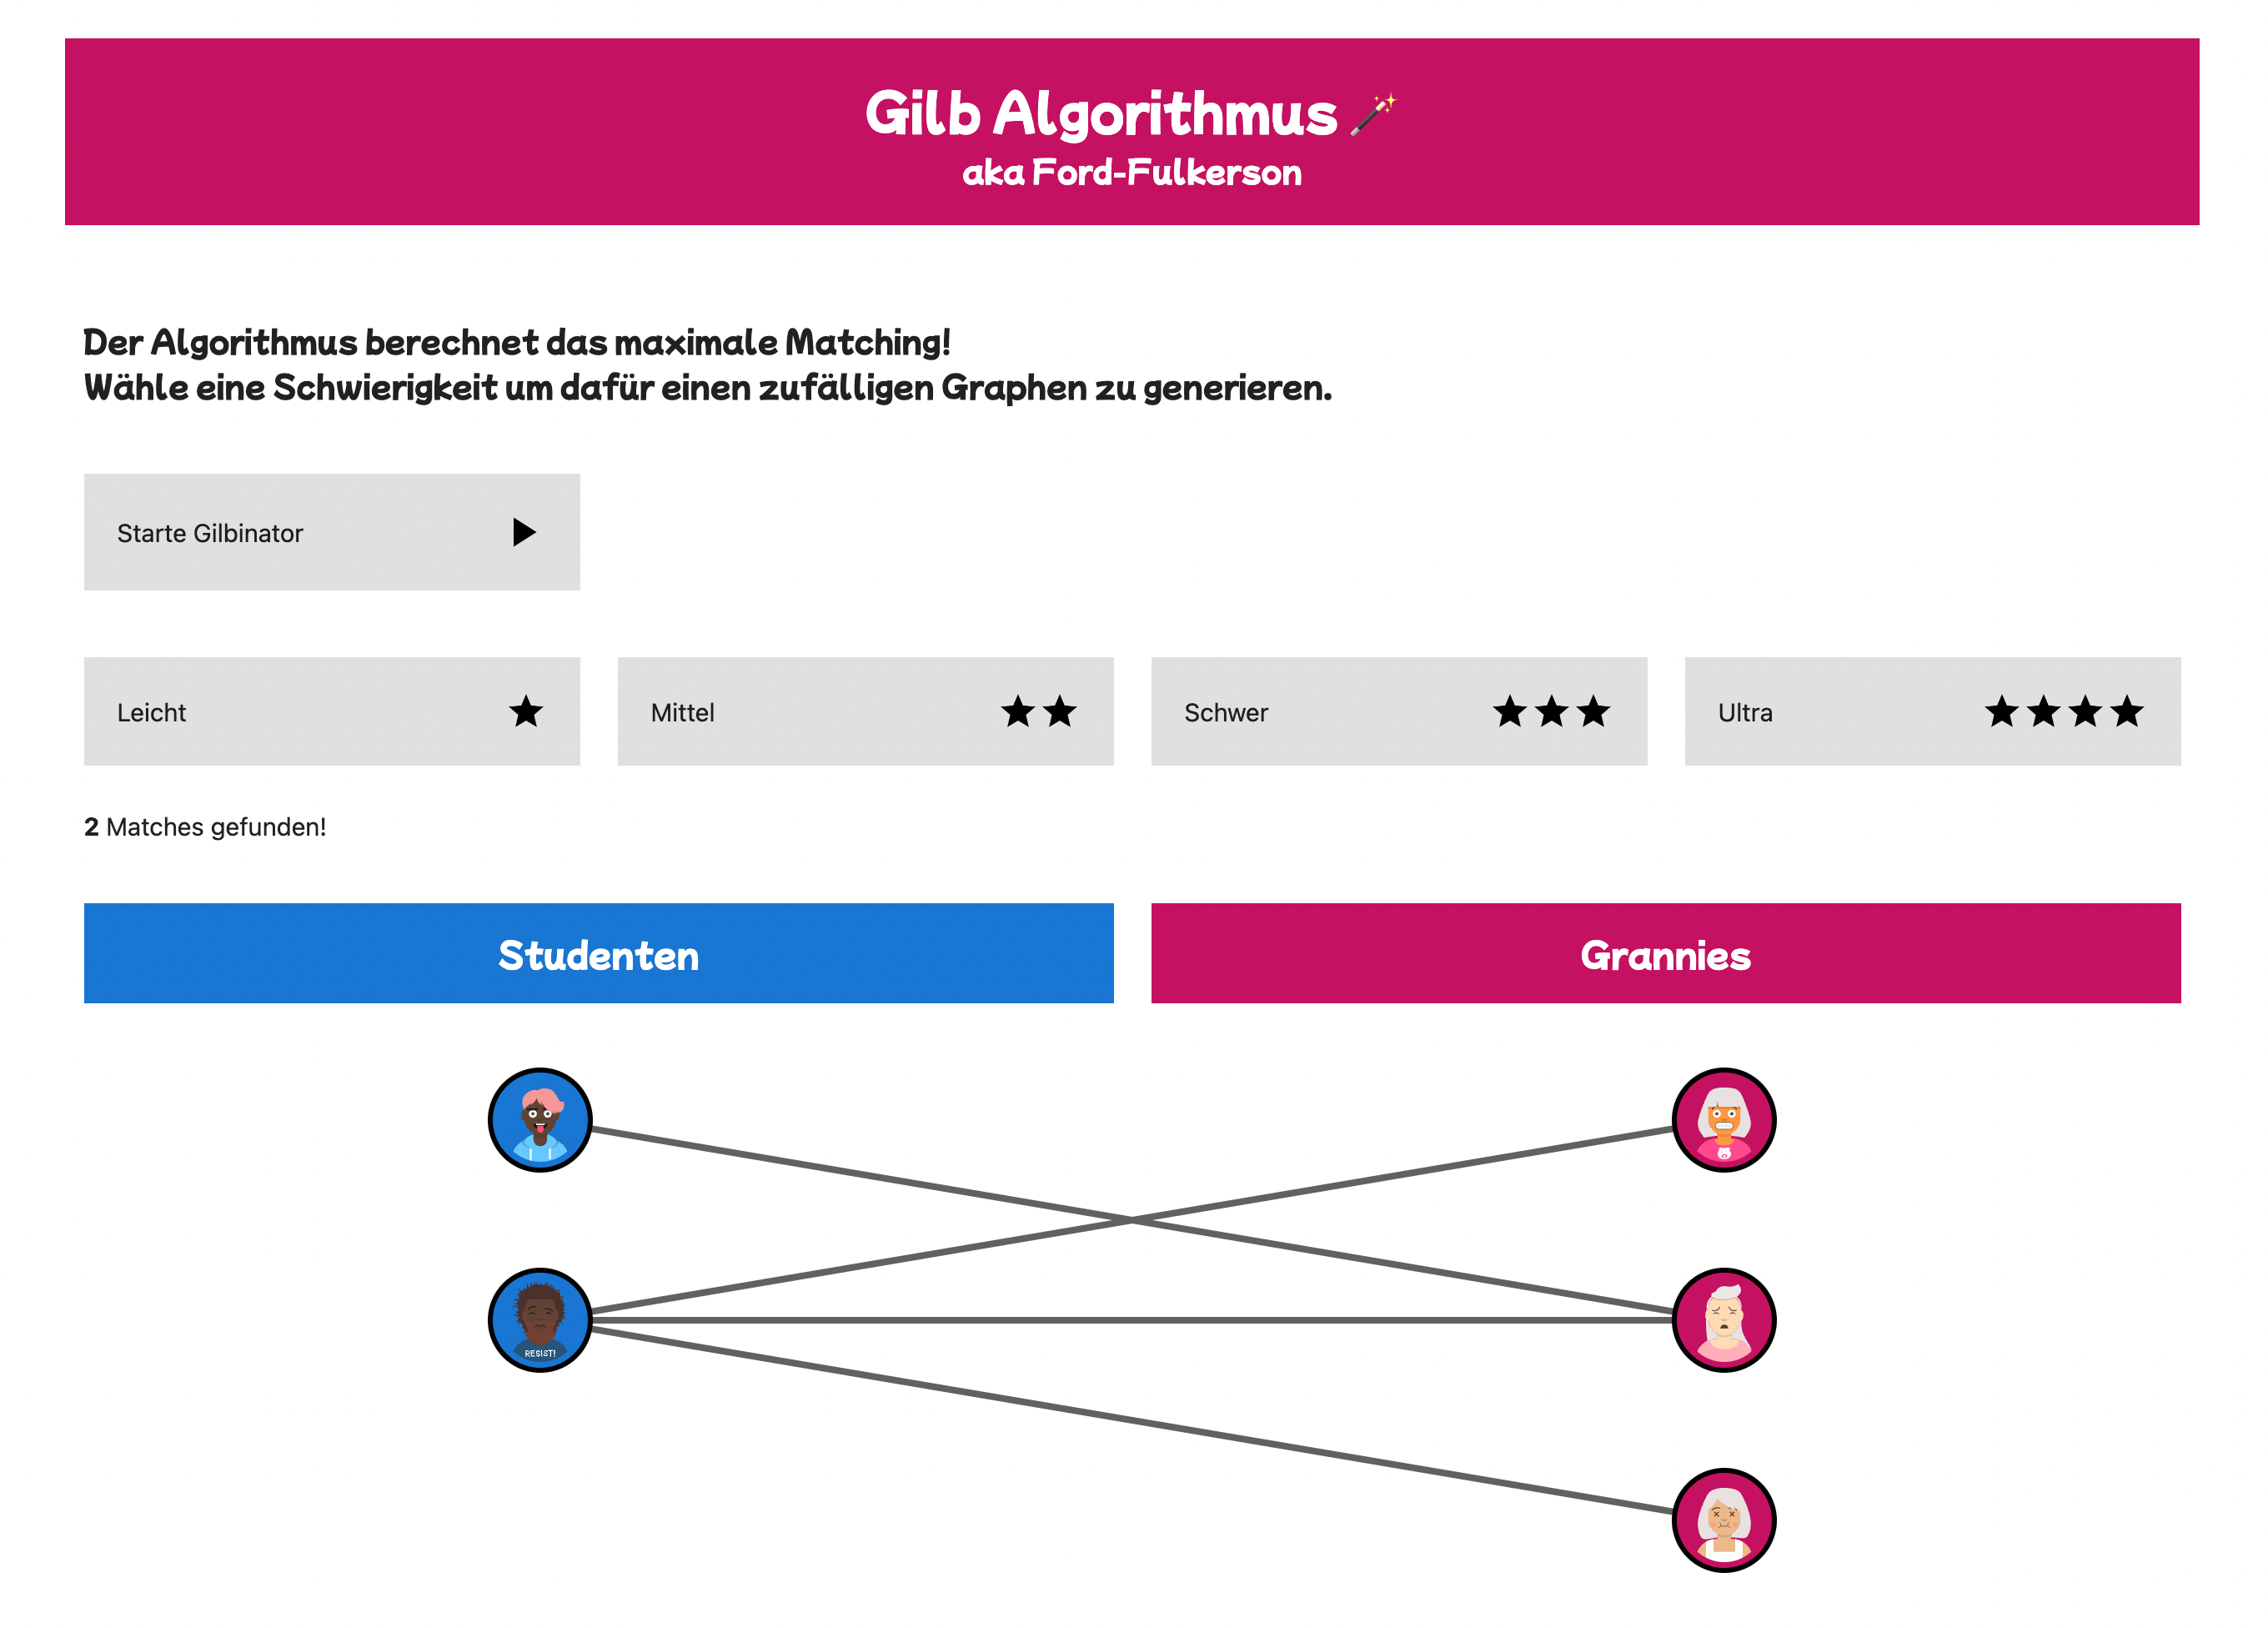 Gilb Algorithmus
aka Ford-Fulkerson
Der Algorithmus berechnet das maximale Matching!
Wähle eine Schwierigkeit um dafür einen zufälligen Graphen zu generieren.
Starte Gilbinator
Leicht
Mittel
Schwer
Ultra
2 Matches gefunden!
Studenten
Grannies
RESIST!